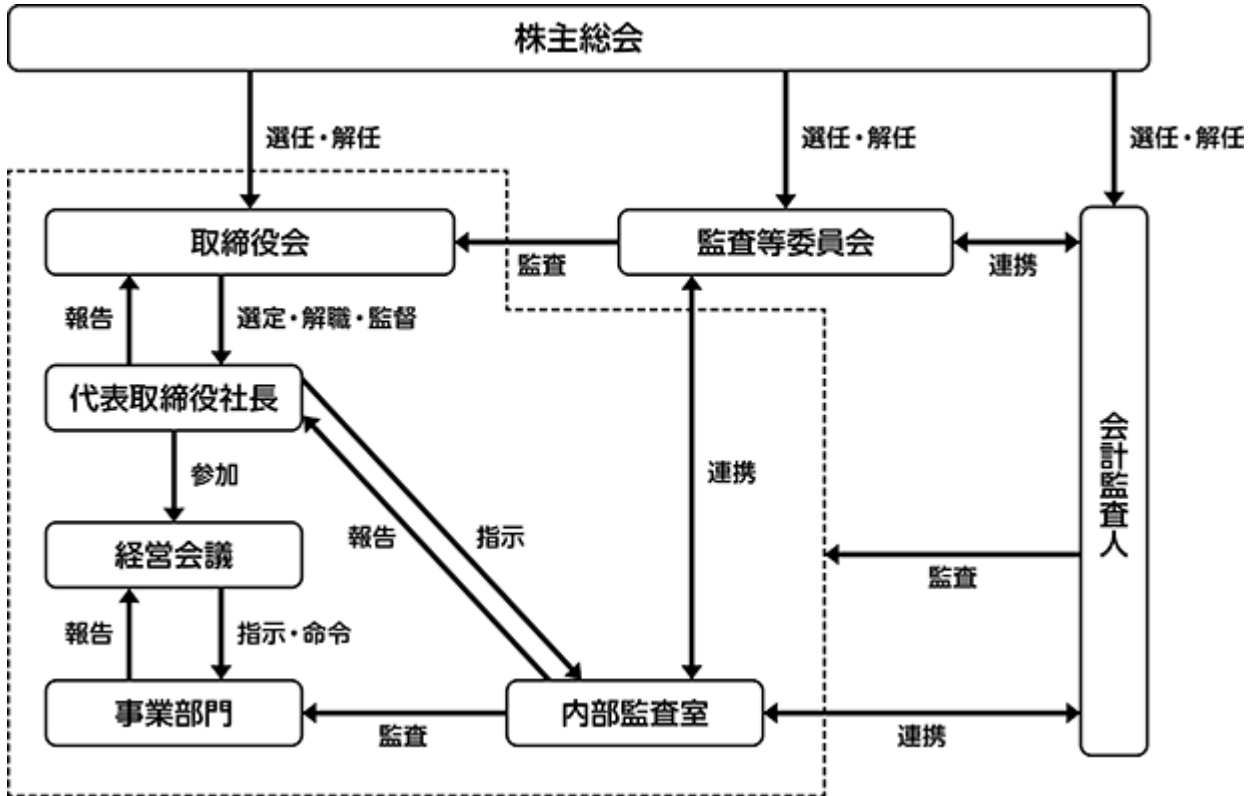 株主総会
選任・解任
選任・解任
選任・解任
取締役会
監査
監査等委員会
連携
報告
選定・解職・監督
代表取締役社長
参加
連携
会計監査人
報告
指示
経営会議
監査
報告
指示・命令
事業部門
監査
内部監査室
連携